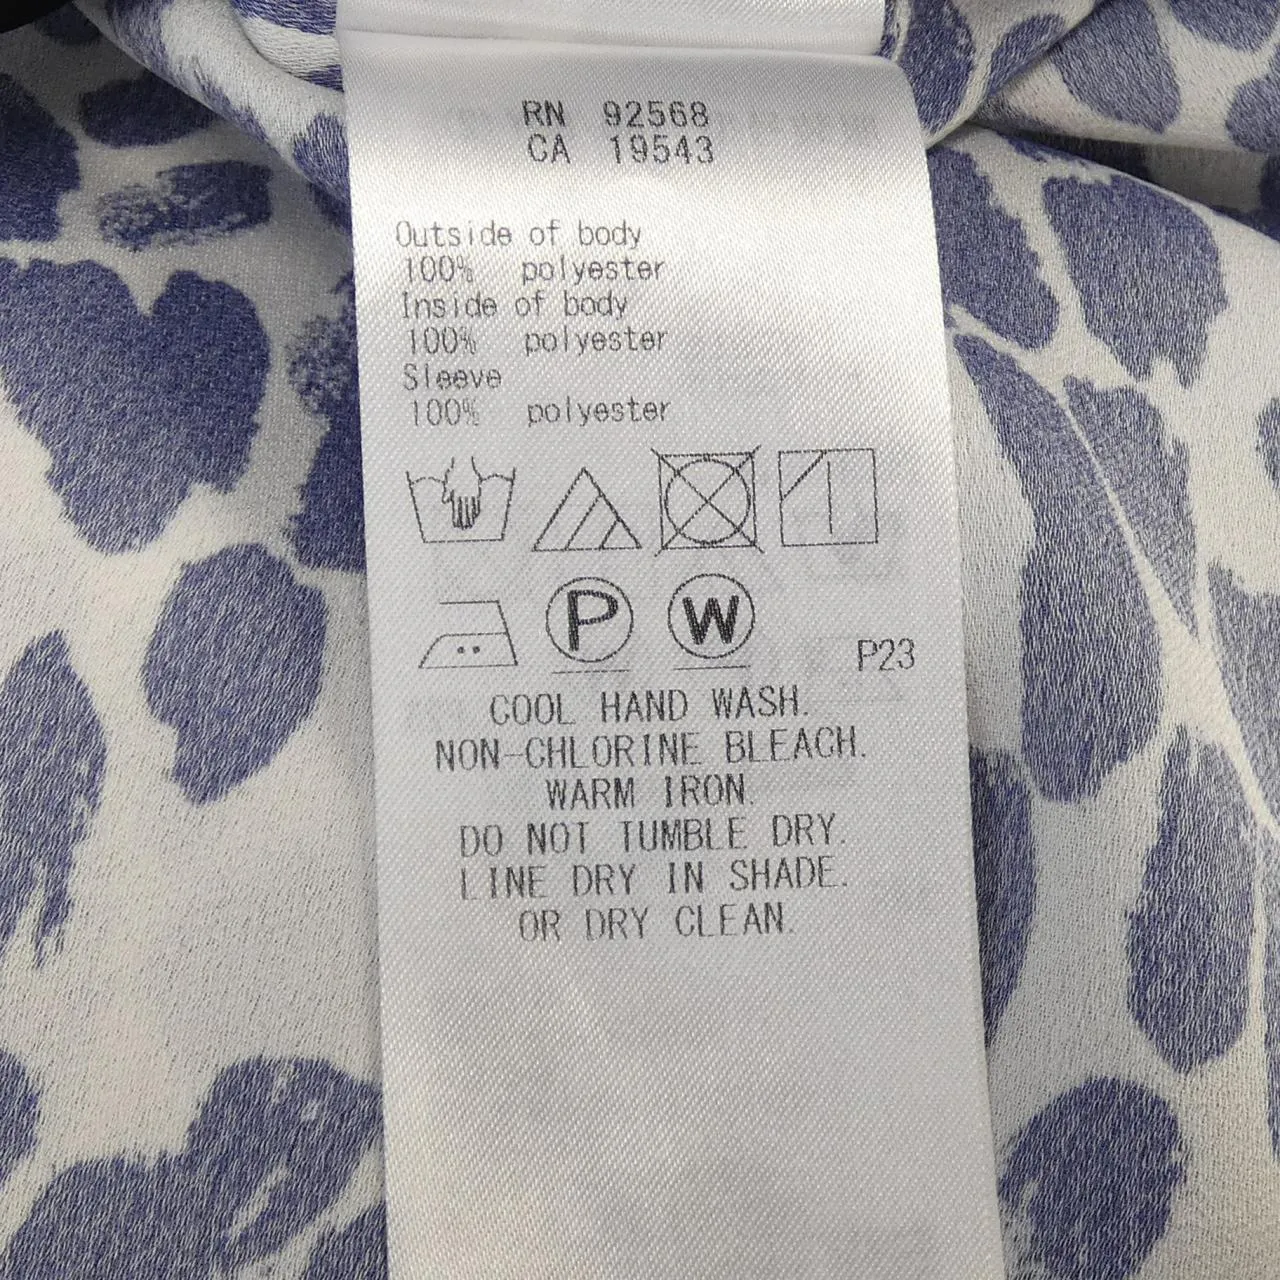 RN 92568
CA 19543
Outside of body
100% polyester
Inside of body
100% polyester
Sleeve
100% polyester
P W
P23
COOL HAND WASH.
NON-CHLORINE BLEACH.
WARM IRON.
DO NOT TUMBLE DRY.
LINE DRY IN SHADE.
OR DRY CLEAN.